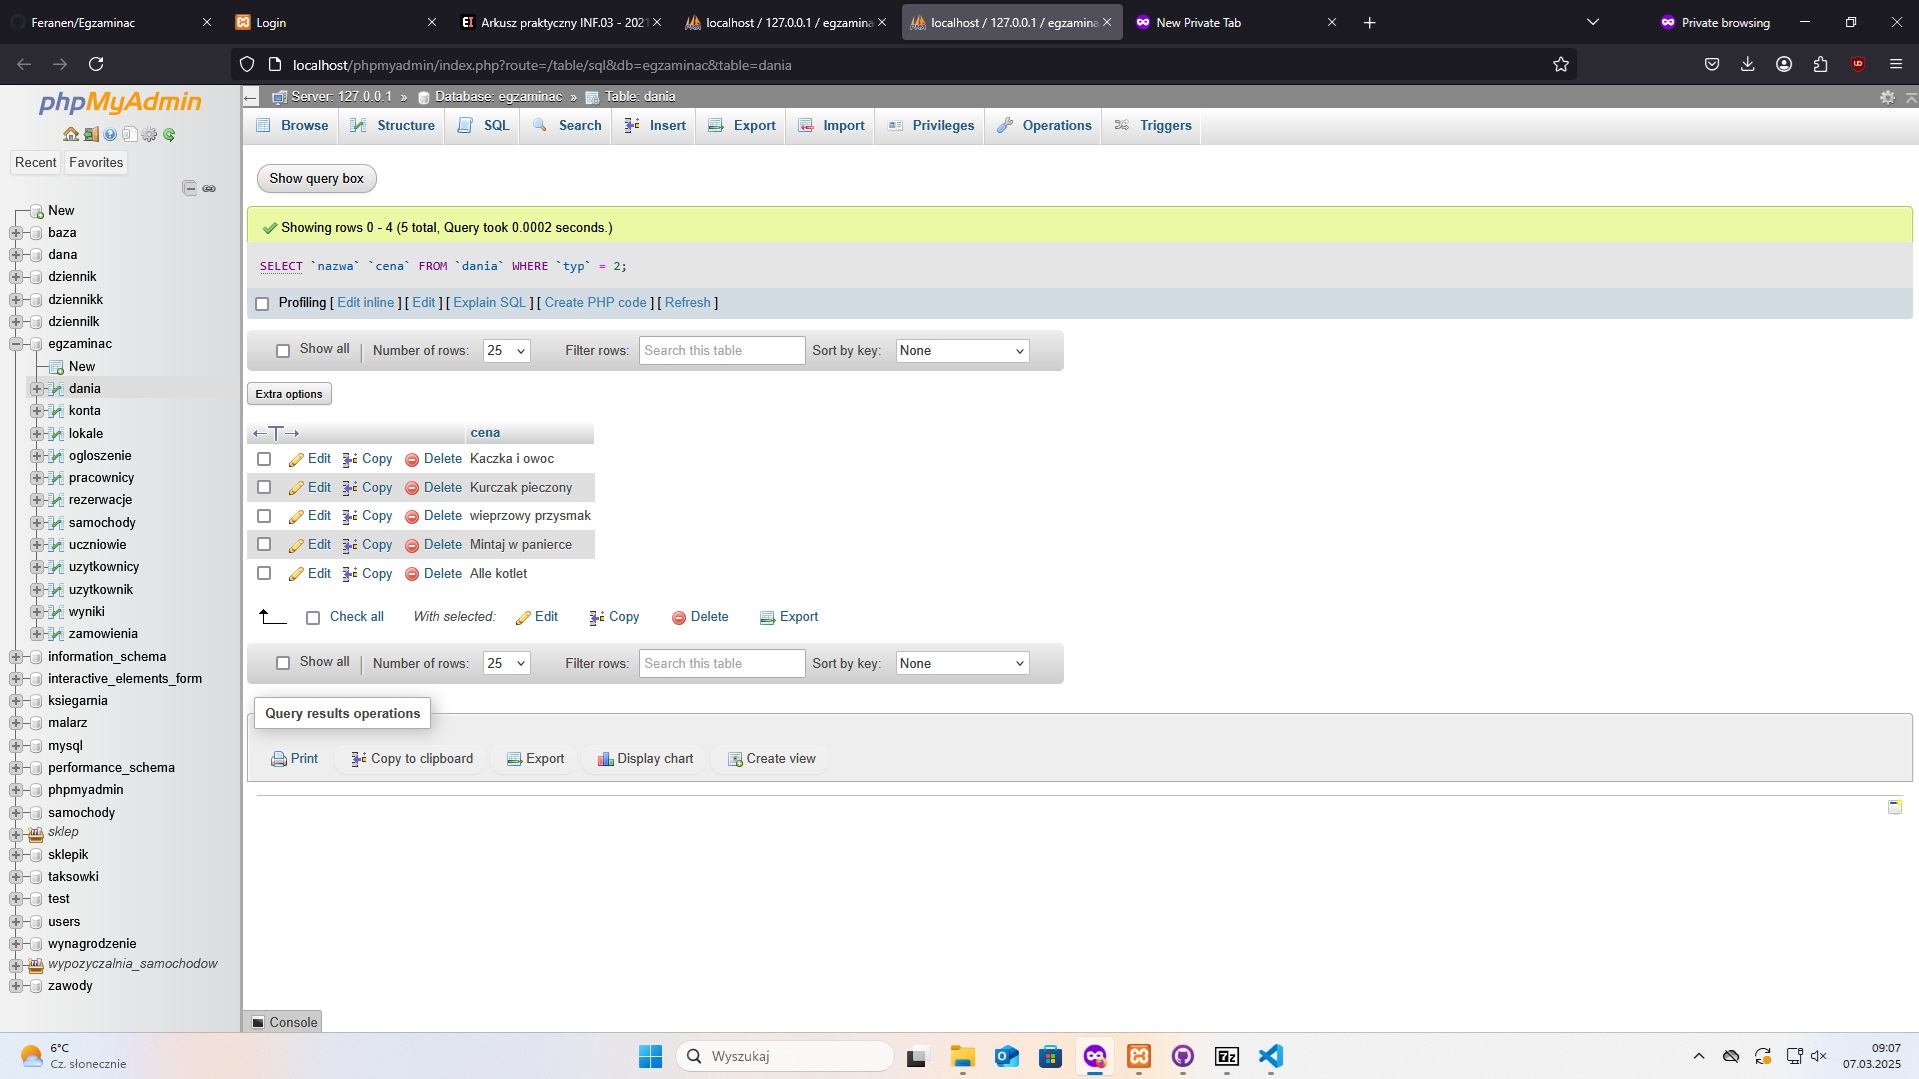 Feranen/Egzaminac
Login
EI Arkusz praktyczny INF.03 - 2021
localhost / 127.0.0.1 / egzamina
localhost / 127.0.0.1 / egzamina
New Private Tab
Private browsing
localhost/phpmyadmin/index.php?route=/table/sql&db=egzaminac&table=dania
phpMyAdmin
Recent Favorites
New
baza
dana
dziennik
dziennikk
dziennilk
egzaminac
New
dania
konta
lokale
ogloszenie
pracownicy
rezerwacje
samochody
uczniowie
uzytkownicy
uzytkownik
wyniki
zamowienia
information_schema
interactive_elements_form
ksiegarnia
malarz
mysql
performance_schema
phpmyadmin
samochody
sklep
sklepik
taksowki
test
users
wynagrodzenie
wypozyczalnia_samochodow
zawody
Server: 127.0.0.1 » Database: egzaminac » Table: dania
Browse Structure SQL Search Insert Export Import Privileges Operations Triggers
Show query box
Showing rows 0 - 4 (5 total, Query took 0.0002 seconds.)
SELECT `nazwa` `cena` FROM `dania` WHERE `typ` = 2;
Profiling [ Edit inline ] [ Edit ] [ Explain SQL ] [ Create PHP code ] [ Refresh ]
Show all | Number of rows: 25 Filter rows: Search this table Sort by key: None
Extra options
←T→ cena
Edit Copy Delete Kaczka i owoc
Edit Copy Delete Kurczak pieczony
Edit Copy Delete wieprzowy przysmak
Edit Copy Delete Mintaj w panierce
Edit Copy Delete Alle kotlet
Check all With selected: Edit Copy Delete Export
Show all | Number of rows: 25 Filter rows: Search this table Sort by key: None
Query results operations
Print Copy to clipboard Export Display chart Create view
Console
6°C
Cz. słonecznie
Wyszukaj
7z
09:07
07.03.2025